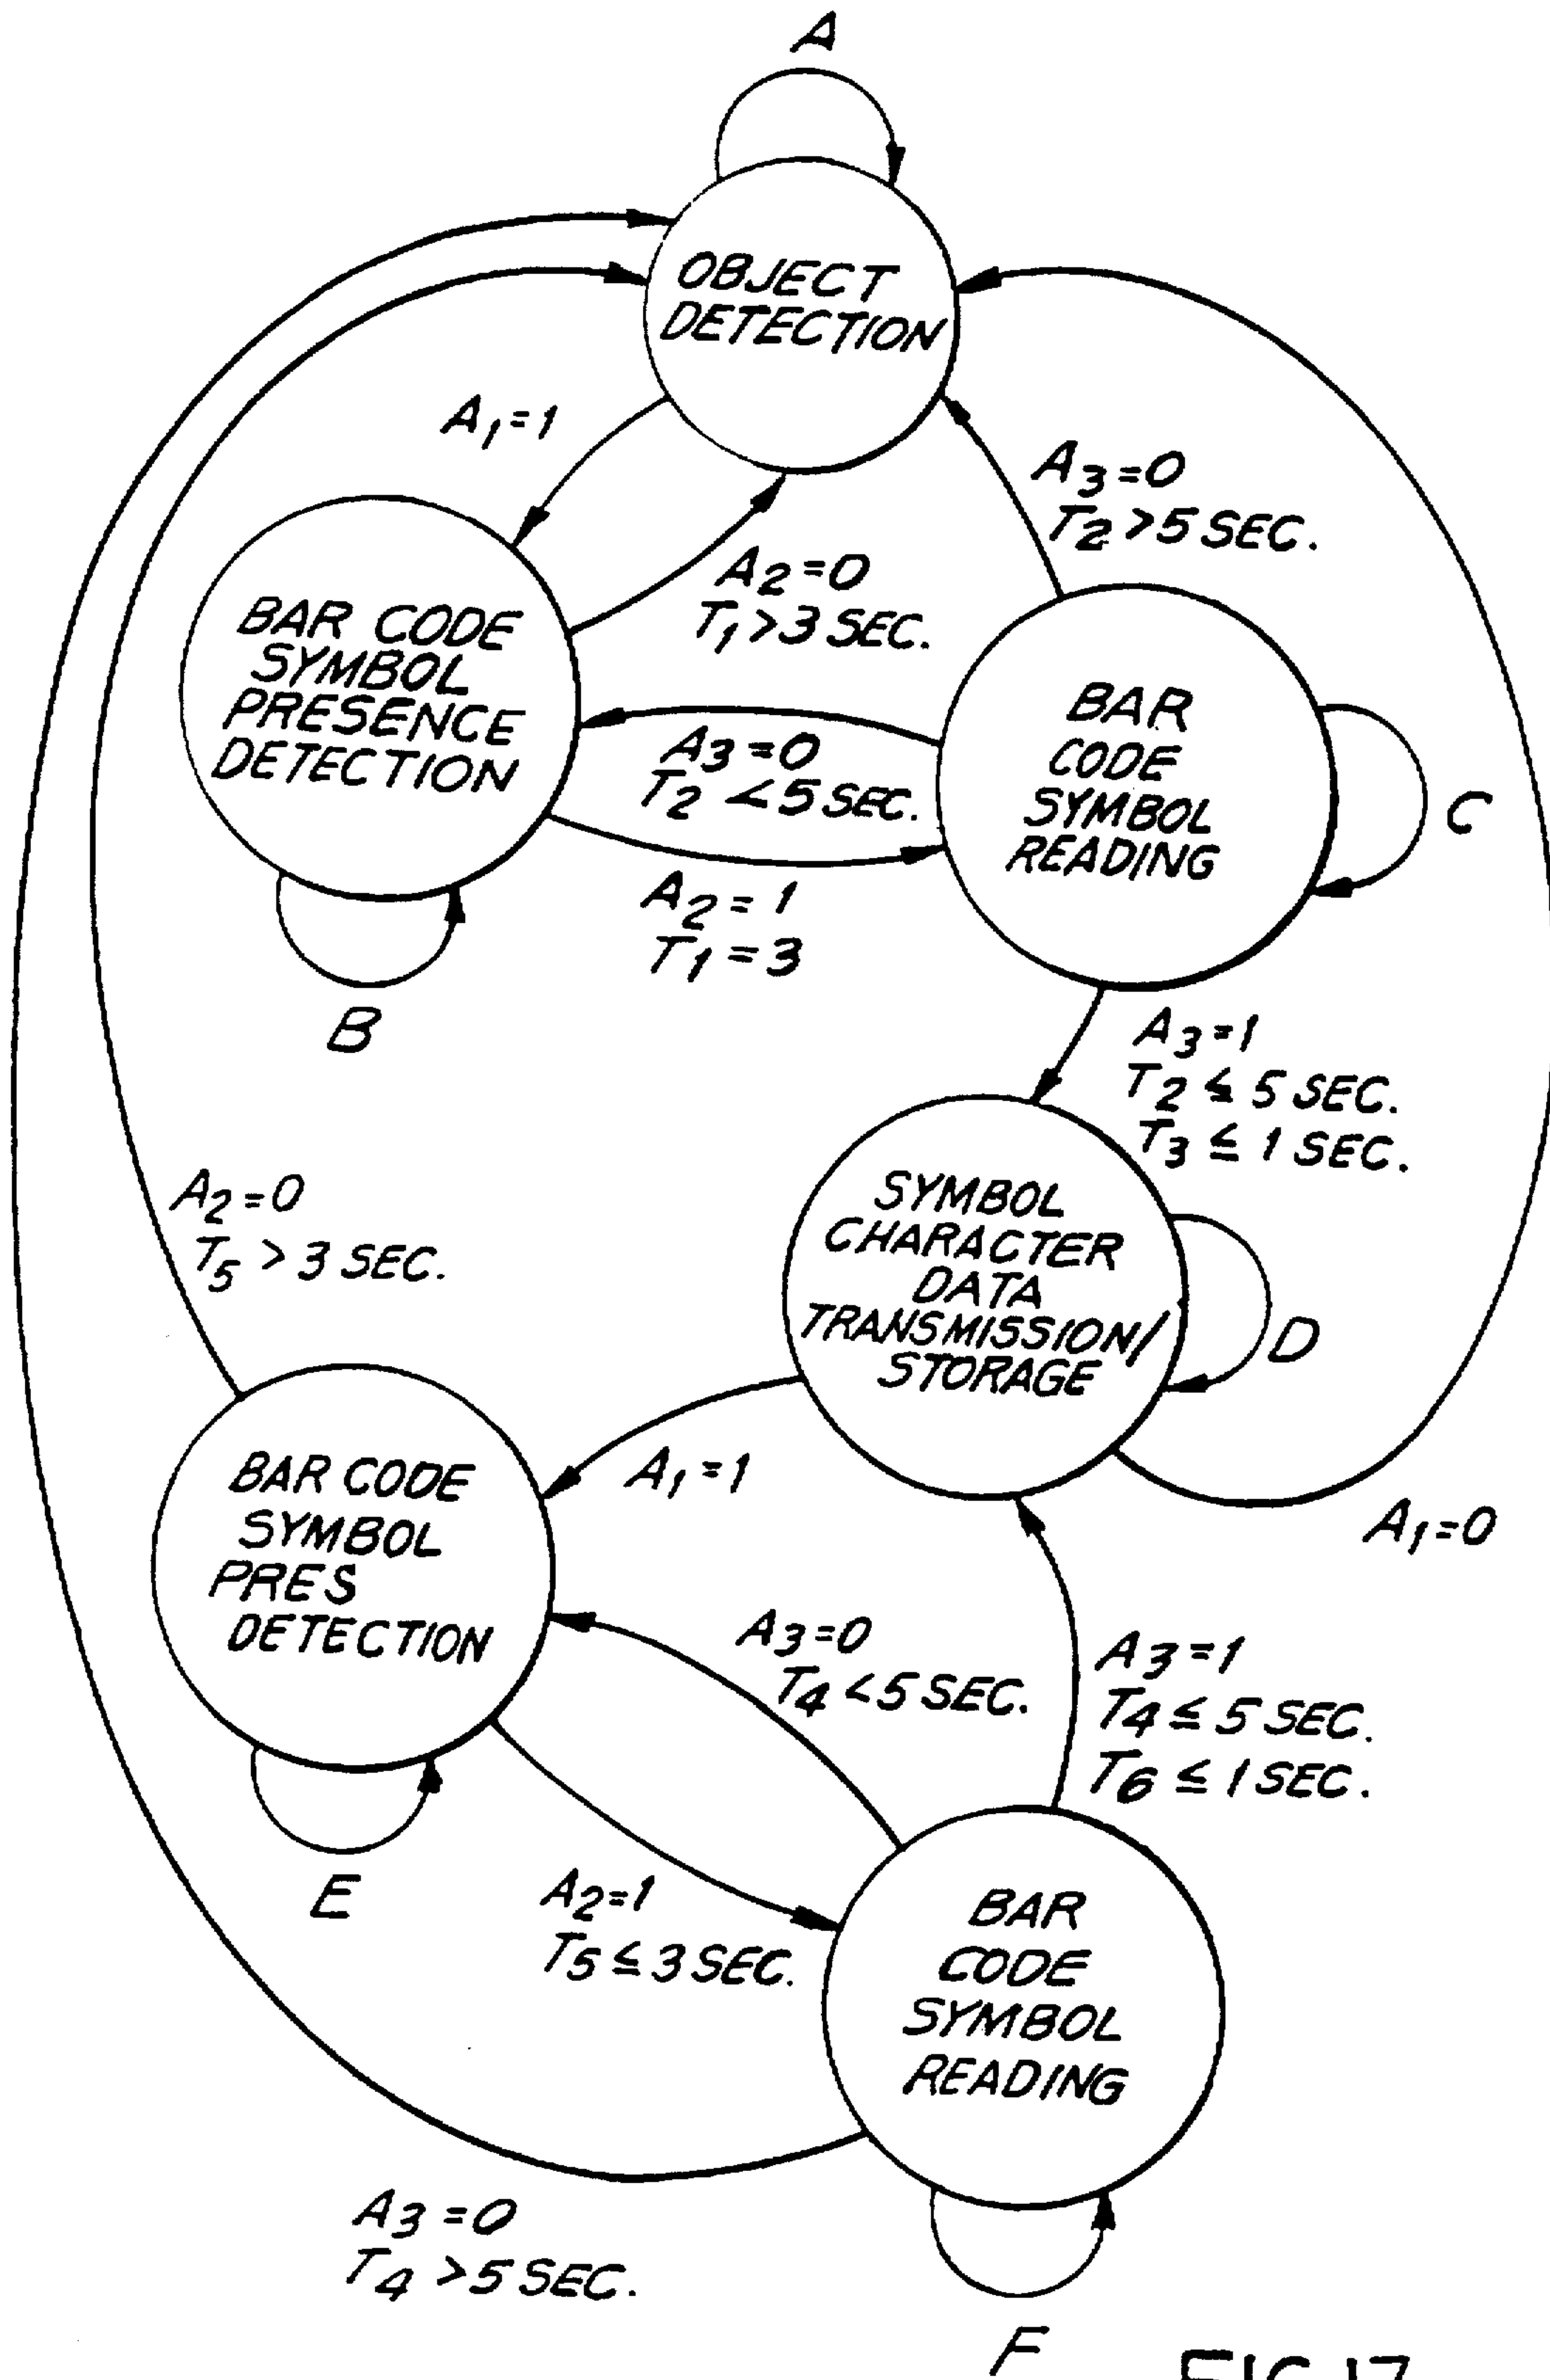 A
OBJECT
DETECTION
A1=1
A3=0
T2>5 SEC.
A2=0
T1>3 SEC.
BAR CODE
SYMBOL
PRESENCE
DETECTION
BAR
CODE
SYMBOL
READING
A3=0
T2<5 SEC.
C
A2=1
T1=3
B
A3=1
T2≤5 SEC.
T3≤1 SEC.
A2=0
T5>3 SEC.
SYMBOL
CHARACTER
DATA
TRANSMISSION/
STORAGE
D
A1=1
A1=0
BAR CODE
SYMBOL
PRES
DETECTION
A3=0
T4<5 SEC.
A3=1
T4≤5 SEC.
T6≤1 SEC.
E
A2=1
T5≤3 SEC.
BAR
CODE
SYMBOL
READING
A3=0
T4>5 SEC.
F
FIG. 17